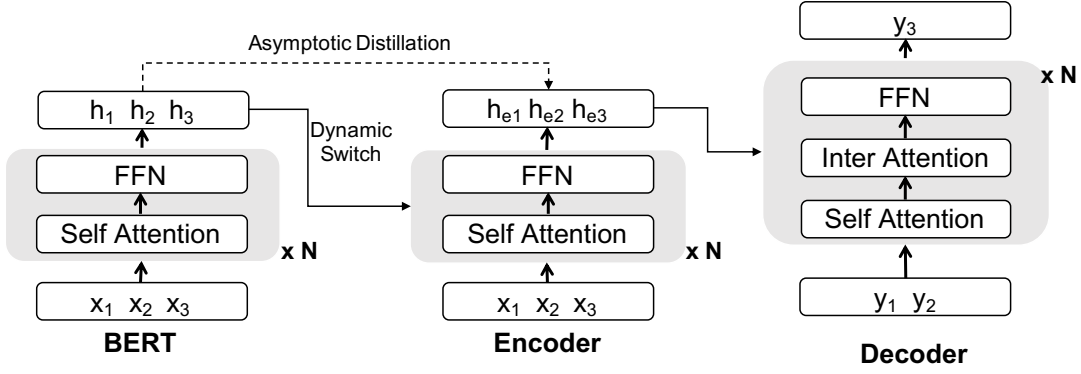 Asymptotic Distillation
h₁ h₂ h₃
FFN
Self Attention
x N
x₁ x₂ x₃
BERT
Dynamic
Switch
hₑ₁ hₑ₂ hₑ₃
FFN
Self Attention
x N
x₁ x₂ x₃
Encoder
y₃
x N
FFN
Inter Attention
Self Attention
y₁ y₂
Decoder